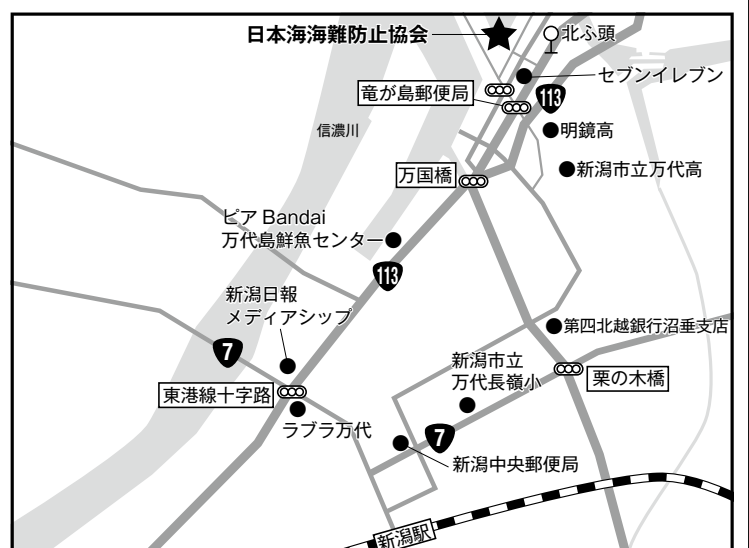 日本海海難防止協会
北ふ頭
セブンイレブン
竜が島郵便局
113
信濃川
明鏡高
新潟市立万代高
万国橋
ピア Bandai
万代島鮮魚センター
113
新潟日報
メディアシップ
第四北越銀行沼垂支店
7
新潟市立
万代長嶺小
栗の木橋
東港線十字路
ラブラ万代
7
新潟中央郵便局
新潟駅